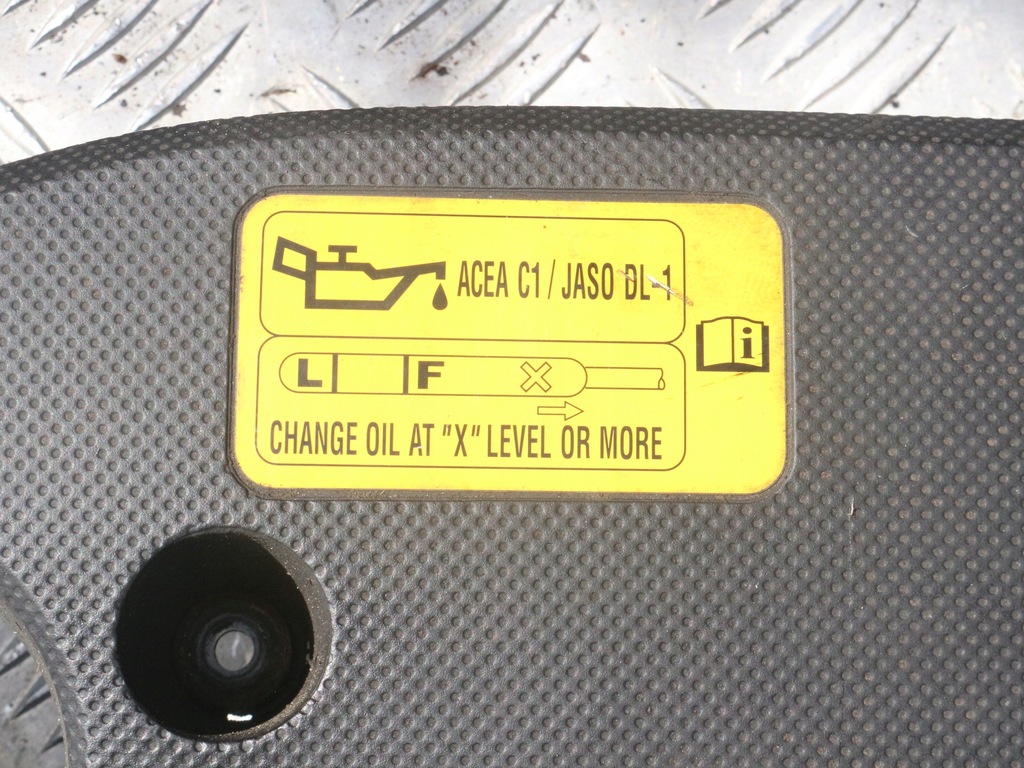 ACEA C1 / JASO DL-1
i
L F X
CHANGE OIL AT "X" LEVEL OR MORE